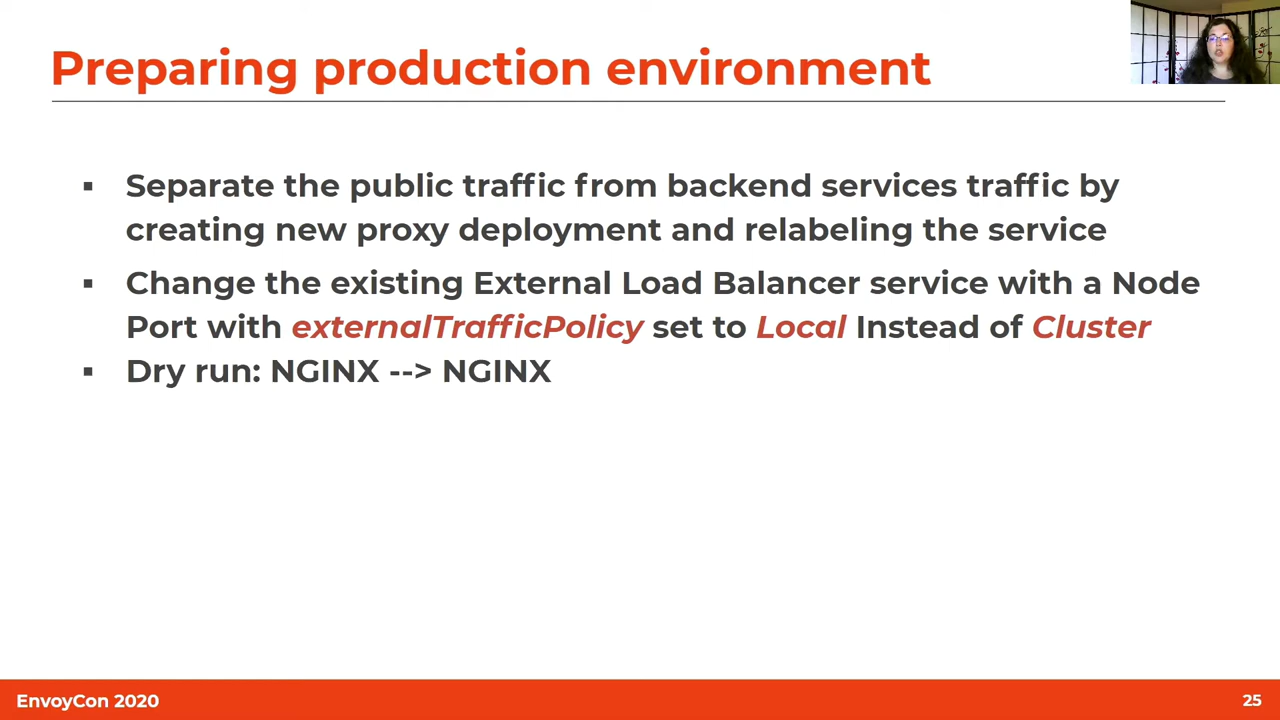 Preparing production environment
▪ Separate the public traffic from backend services traffic by
creating new proxy deployment and relabeling the service
▪ Change the existing External Load Balancer service with a Node
Port with externalTrafficPolicy set to Local Instead of Cluster
▪ Dry run: NGINX --> NGINX
EnvoyCon 2020
25